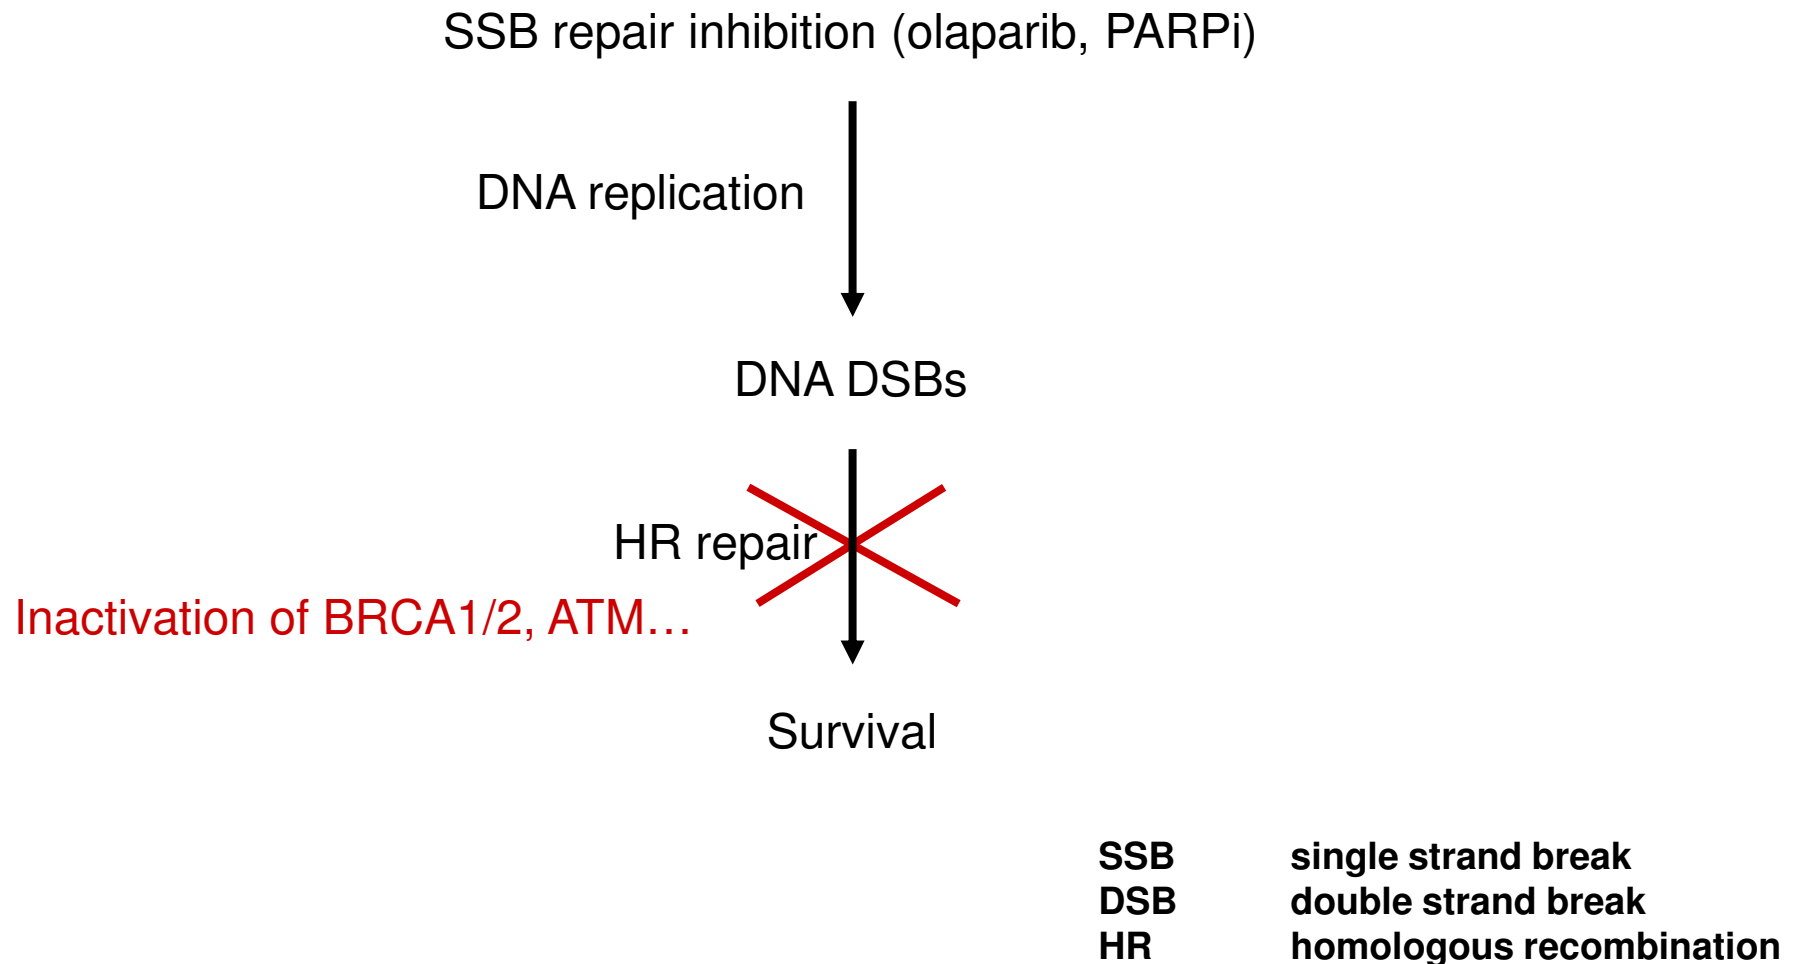 SSB repair inhibition (olaparib, PARPi)
DNA replication
DNA DSBs
HR repair
Inactivation of BRCA1/2, ATM…
Survival
SSB single strand break
DSB double strand break
HR homologous recombination